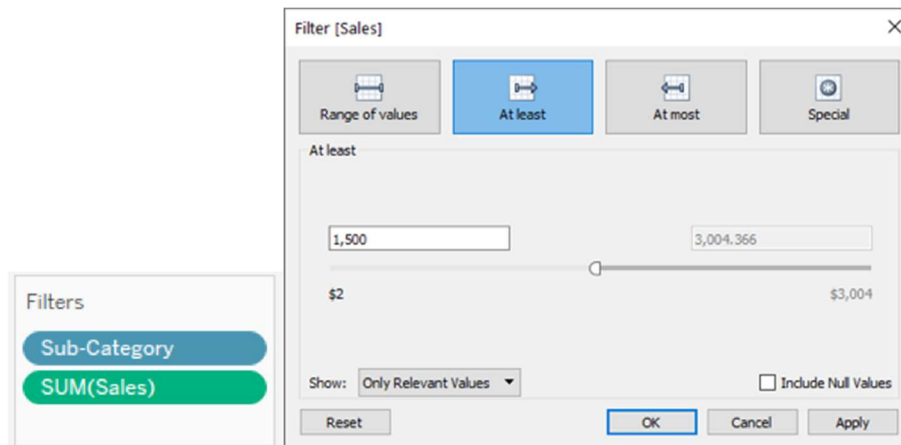 Filter [Sales]
Range of values
At least
At most
Special
At least
1,500
3,004.366
$2
$3,004
Filters
Sub-Category
SUM(Sales)
Show:
Only Relevant Values
Include Null Values
Reset
OK
Cancel
Apply